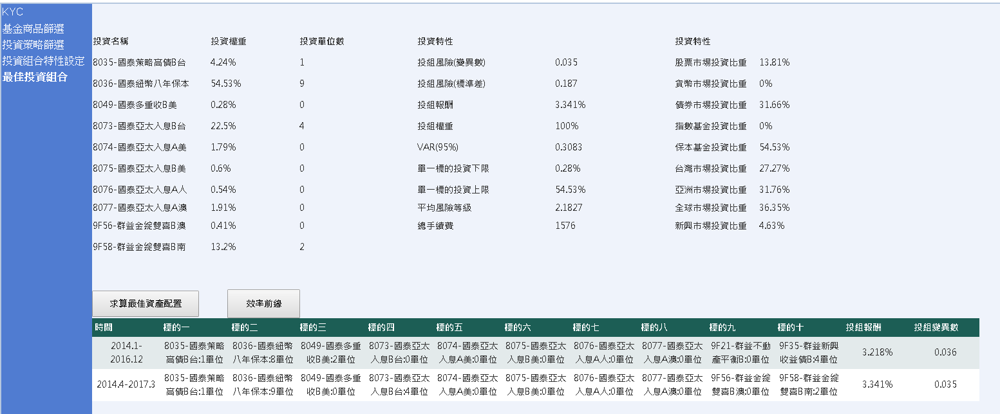 KYC
基金商品篩選
投資策略篩選
投資組合特性設定
最佳投資組合
投資名稱 投資權重 投資單位數 投資特性 投資特性
8035-國泰策略高債B台 4.24% 1 投組風險(變異數) 0.035 股票市場投資比重 13.81%
8036-國泰紐幣八年保本 54.53% 9 投組風險(標準差) 0.187 貨幣市場投資比重 0%
8049-國泰多重收B美 0.28% 0 投組報酬 3.341% 債券市場投資比重 31.66%
8073-國泰亞太入息B台 22.5% 4 投組權重 100% 指數基金投資比重 0%
8074-國泰亞太入息A美 1.79% 0 VAR(95%) 0.3083 保本基金投資比重 54.53%
8075-國泰亞太入息B美 0.6% 0 單一標的投資下限 0.28% 台灣市場投資比重 27.27%
8076-國泰亞太入息A人 0.54% 0 單一標的投資上限 54.53% 亞洲市場投資比重 31.76%
8077-國泰亞太入息A澳 1.91% 0 平均風險等級 2.1827 全球市場投資比重 36.35%
9F56-群益金綻雙喜B澳 0.41% 0 總手續費 1576 新興市場投資比重 4.63%
9F58-群益金綻雙喜B南 13.2% 2
求算最佳資產配置 效率前緣
時間 標的一 標的二 標的三 標的四 標的五 標的六 標的七 標的八 標的九 標的十 投組報酬 投組變異數
2014.1- 8035-國泰策略 8036-國泰紐幣 8049-國泰多重 8073-國泰亞太 8074-國泰亞太 8075-國泰亞太 8076-國泰亞太 8077-國泰亞太 9F21-群益不動 9F35-群益新興 3.218% 0.036
2016.12 高債B台:1單位 八年保本:8單位 收B美:2單位 入息B台:0單位 入息A美:0單位 入息B美:0單位 入息A人:0單位 入息A澳:0單位 產平衡B:0單位 收益債B:4單位
2014.4-2017.3 8035-國泰策略 8036-國泰紐幣 8049-國泰多重 8073-國泰亞太 8074-國泰亞太 8075-國泰亞太 8076-國泰亞太 8077-國泰亞太 9F56-群益金綻 9F58-群益金綻 3.341% 0.035
高債B台:1單位 八年保本:9單位 收B美:0單位 入息B台:4單位 入息A美:0單位 入息B美:0單位 入息A人:0單位 入息A澳:0單位 雙喜B澳:0單位 雙喜B南:2單位